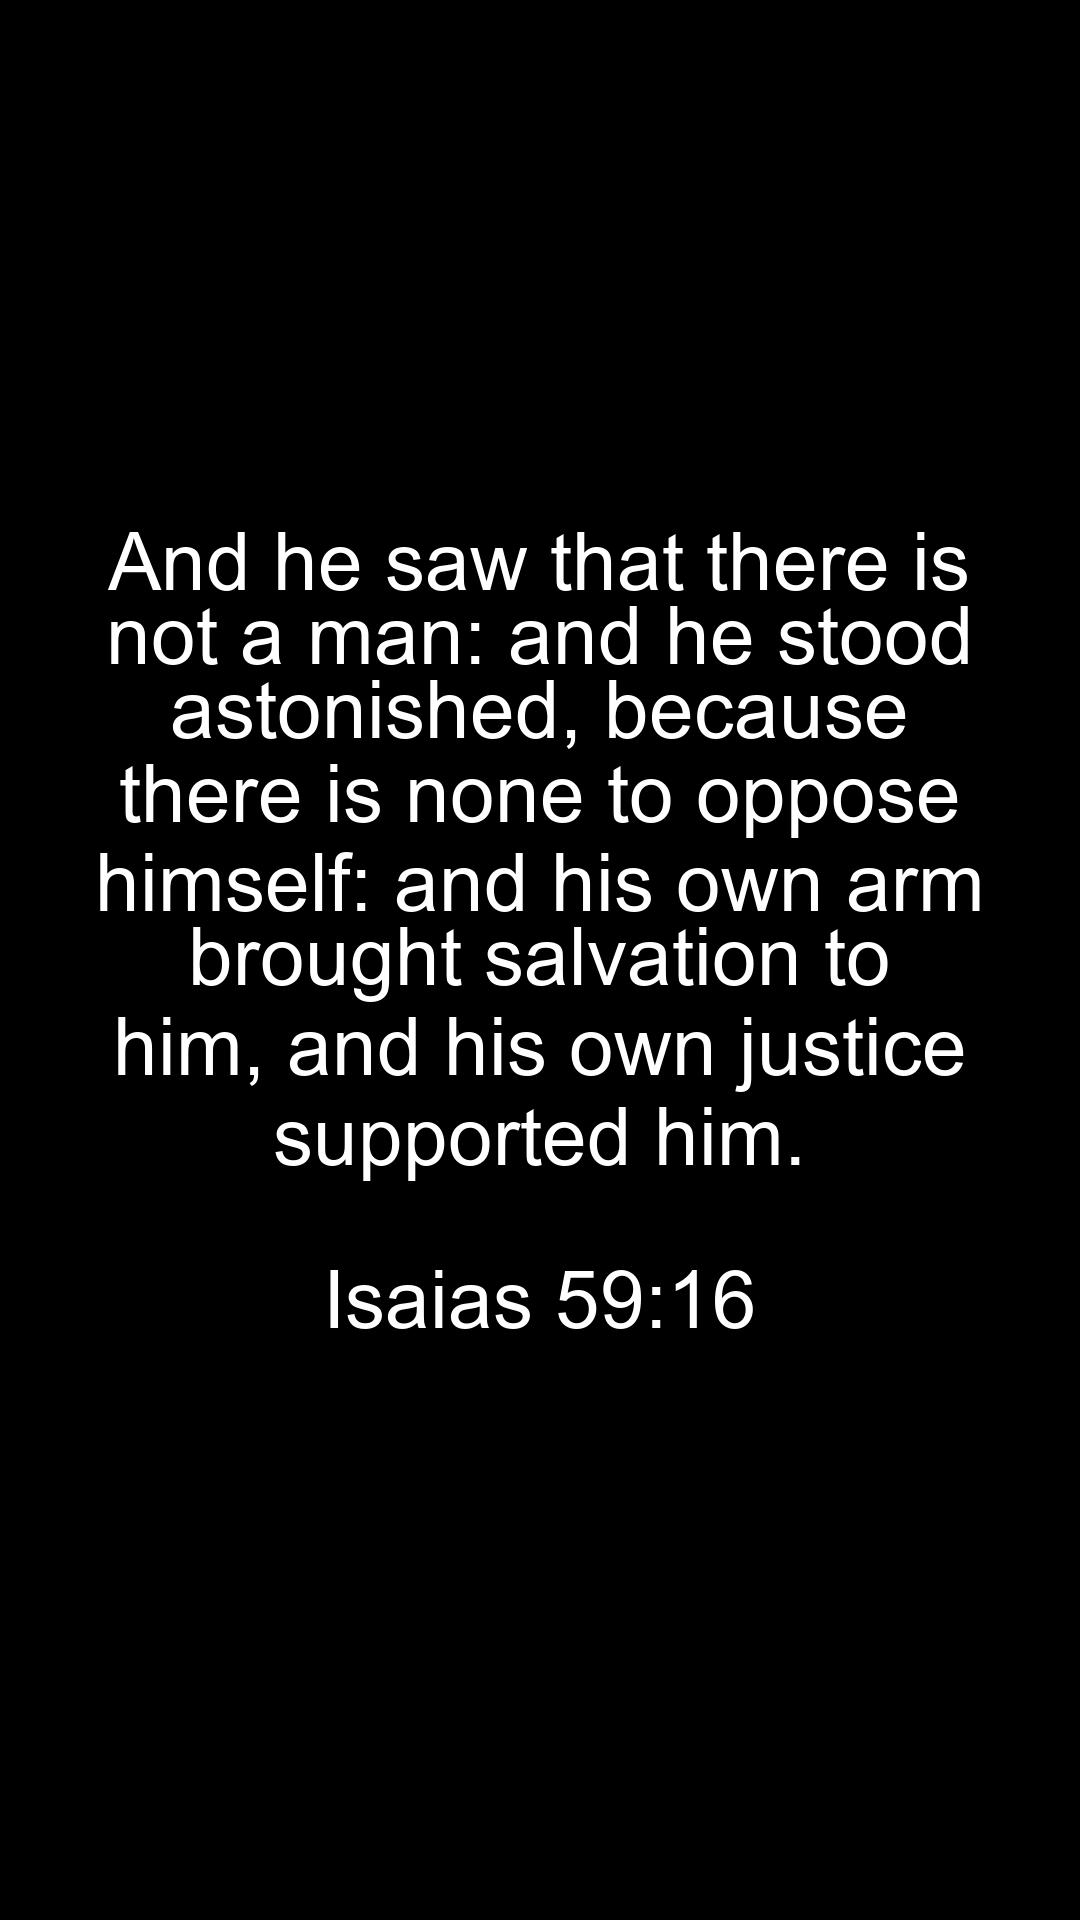 And he saw that there is
not a man: and he stood
astonished, because
there is none to oppose
himself: and his own arm
brought salvation to
him, and his own justice
supported him.
Isaias 59:16